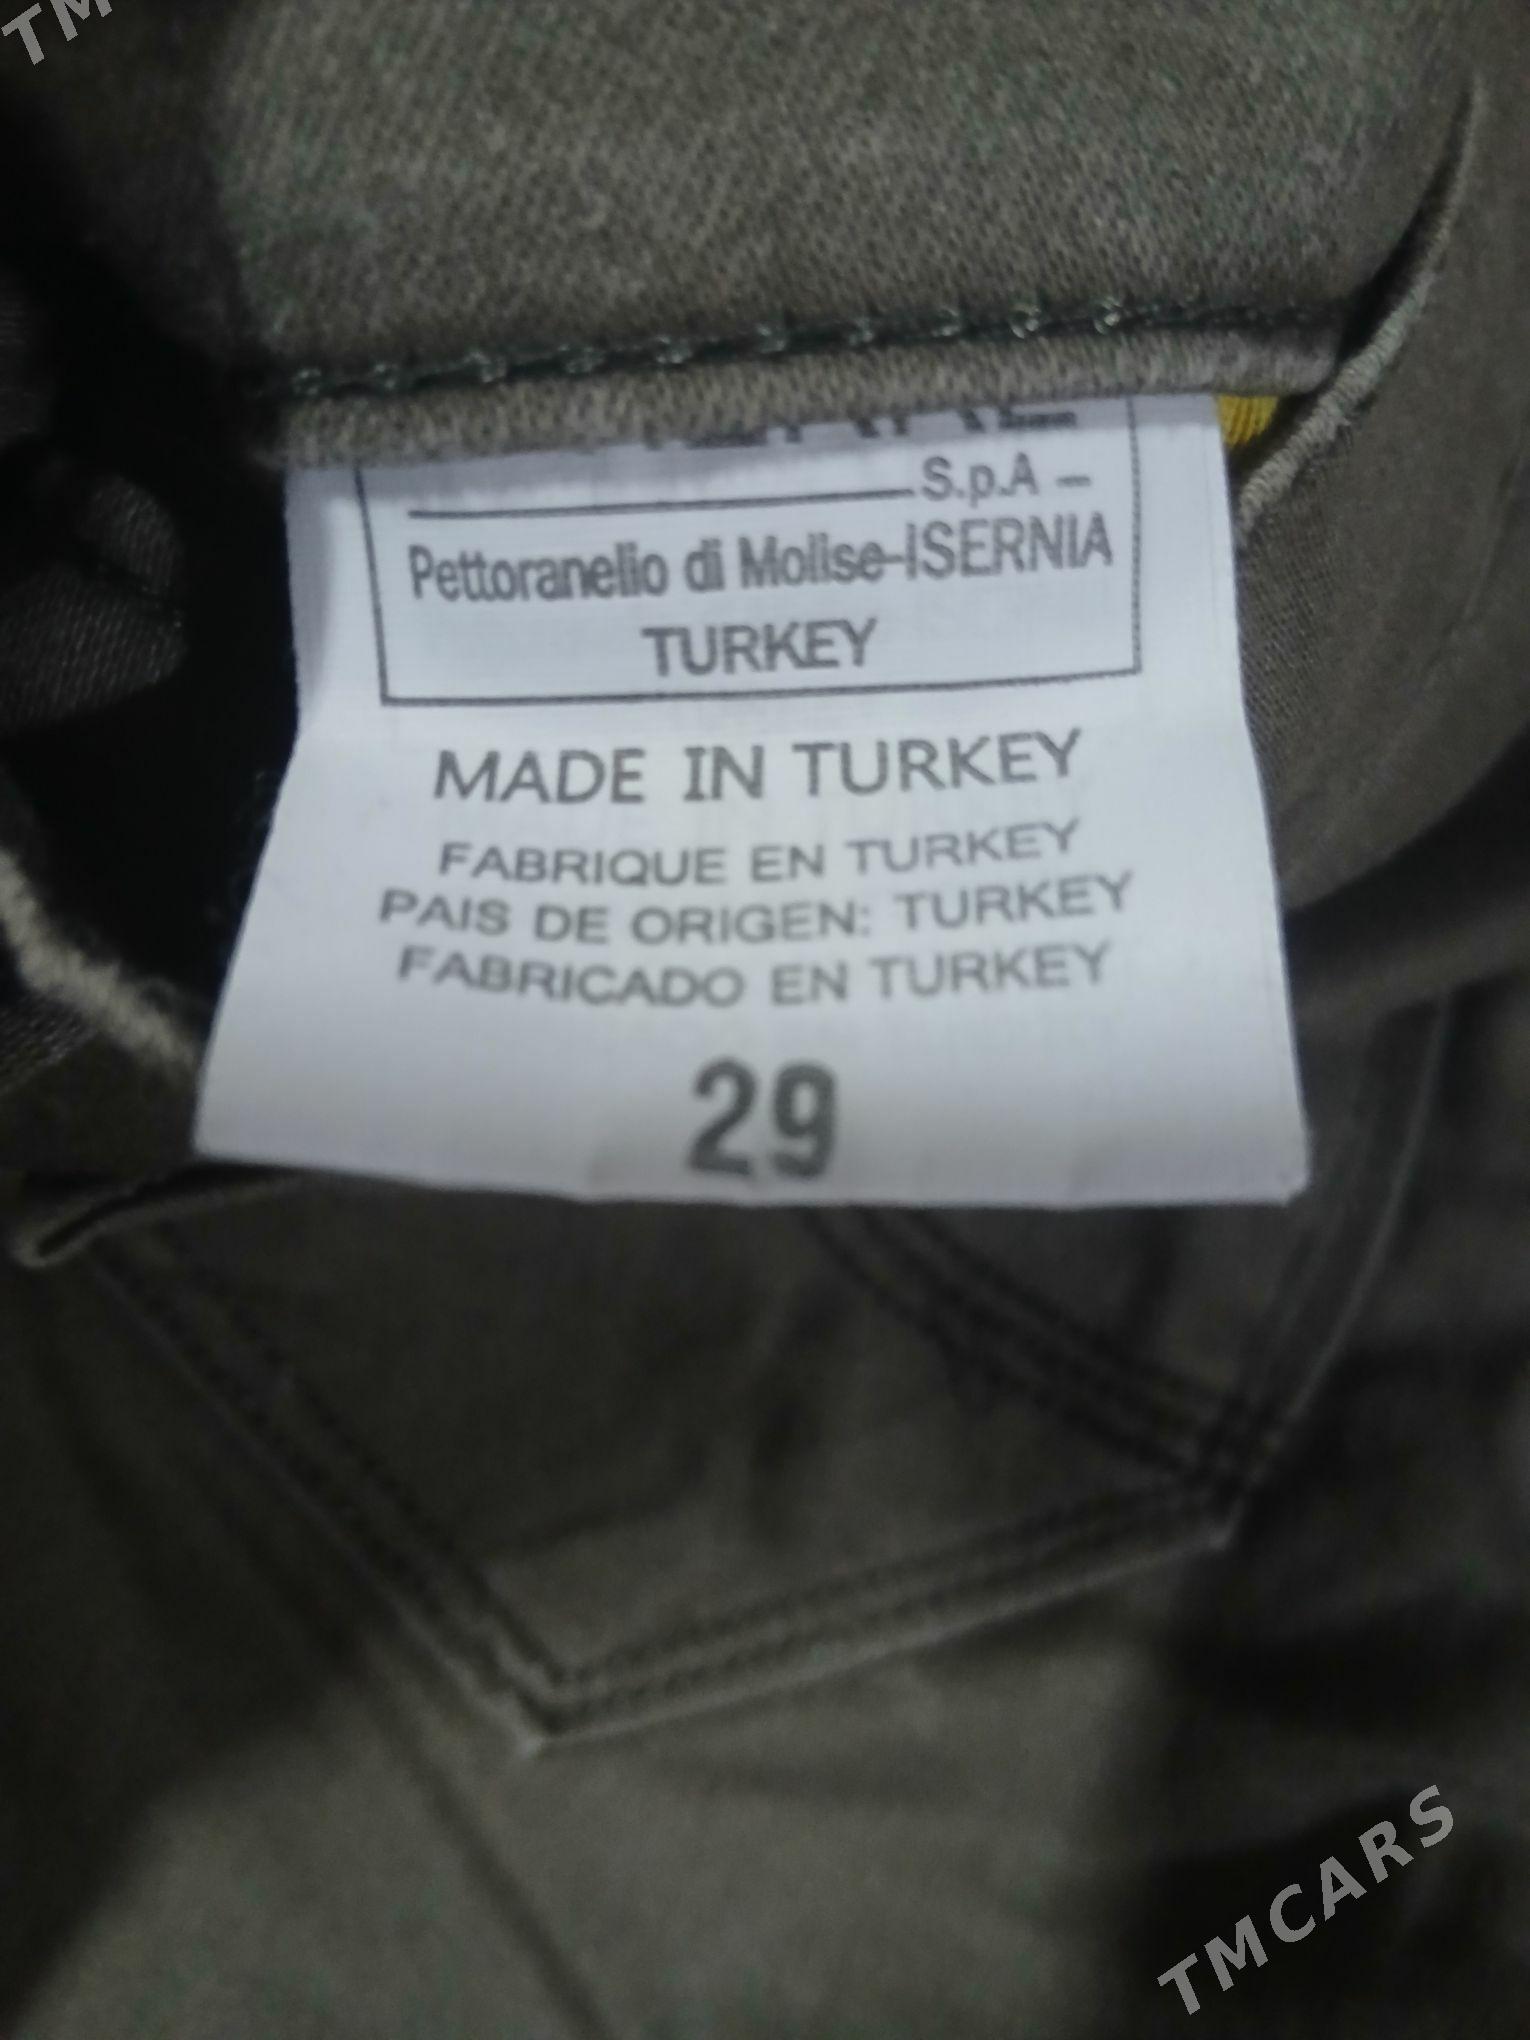 TM
S.p.A –
Pettoranelio di Molise-ISERNIA
TURKEY
MADE IN TURKEY
FABRIQUE EN TURKEY
PAIS DE ORIGEN: TURKEY
FABRICADO EN TURKEY
29
TMCARS